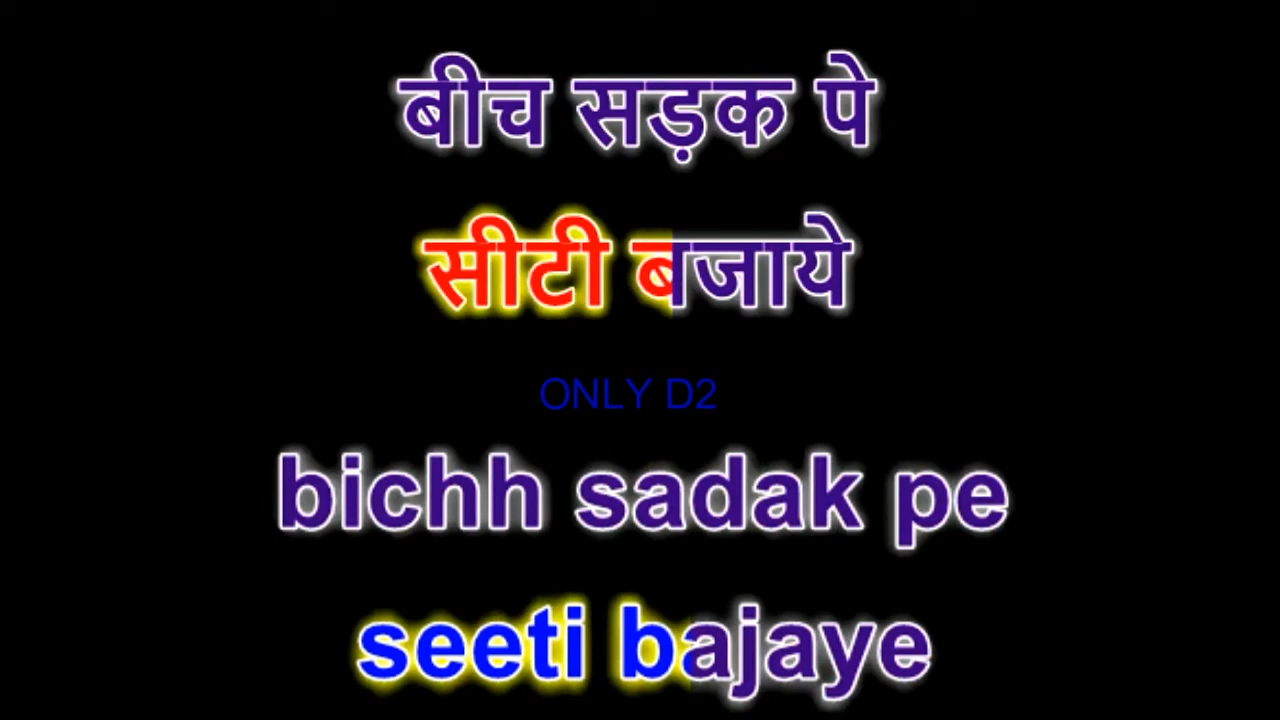 बीच सड़क पे
सीटी बजाये
ONLY D2
bichh sadak pe
seeti bajaye